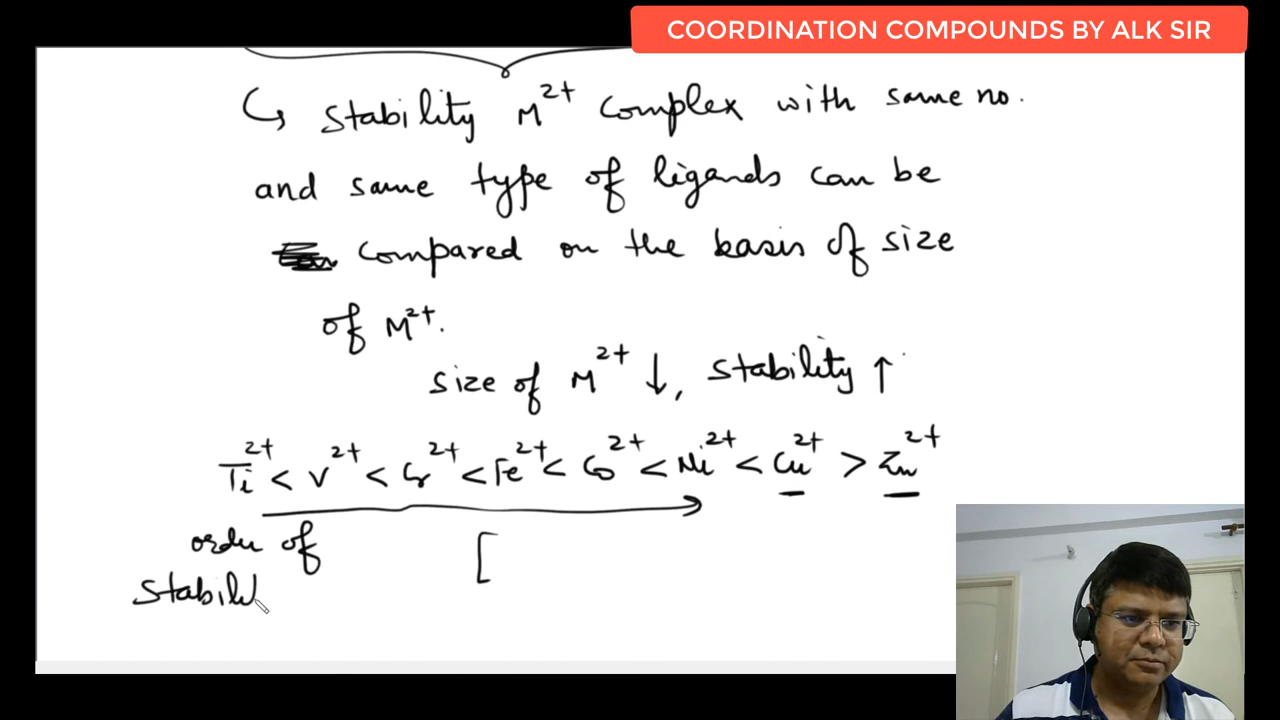 COORDINATION COMPOUNDS BY ALK SIR
↳ stability M²⁺ complex with same no.
and same type of ligands can be
compared on the basis of size
of M²⁺.
size of M²⁺ ↓, stability ↑
Ti²⁺ < V²⁺ < Cr²⁺ < Fe²⁺ < Co²⁺ < Ni²⁺ < Cu²⁺ > Zn²⁺
order of [
stabili